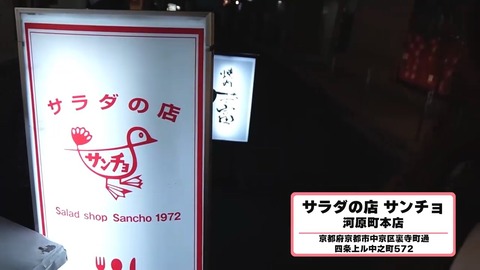 サラダの店
サンチョ
Salad shop Sancho 1972
サラダの店 サンチョ
河原町本店
京都府京都市中京区裏寺町通
四条上ル中之町572